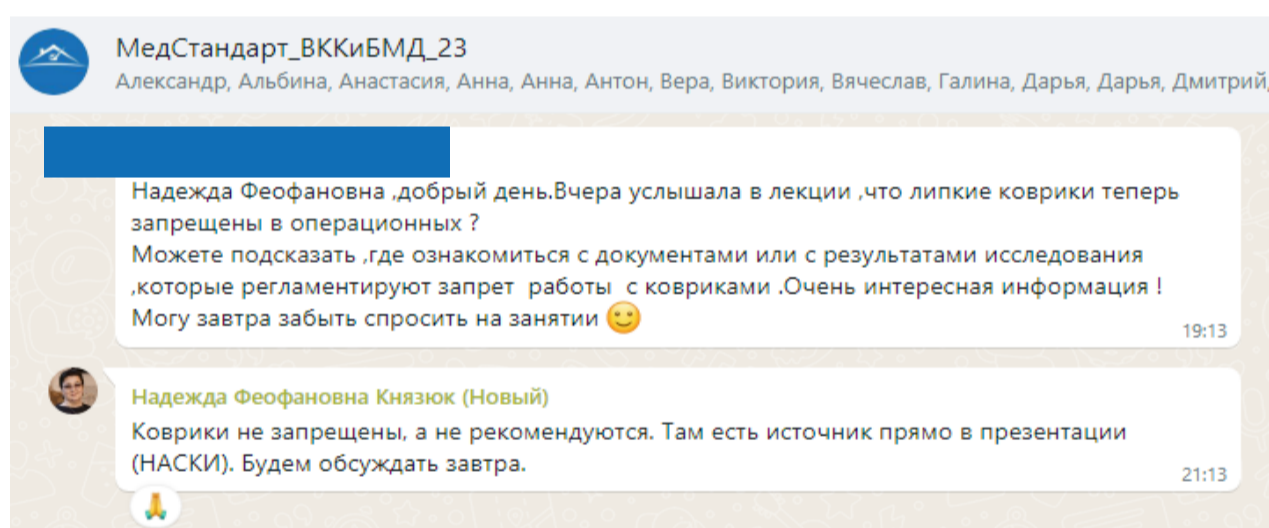 МедСтандарт_ВККиБМД_23
Александр, Альбина, Анастасия, Анна, Анна, Антон, Вера, Виктория, Вячеслав, Галина, Дарья, Дарья, Дмитрий,
Надежда Феофановна ,добрый день.Вчера услышала в лекции ,что липкие коврики теперь
запрещены в операционных ?
Можете подсказать ,где ознакомиться с документами или с результатами исследования
,которые регламентируют запрет  работы  с ковриками .Очень интересная информация !
Могу завтра забыть спросить на занятии 🙂
19:13
Надежда Феофановна Князюк (Новый)
Коврики не запрещены, а не рекомендуются. Там есть источник прямо в презентации
(НАСКИ). Будем обсуждать завтра.
21:13
🙏